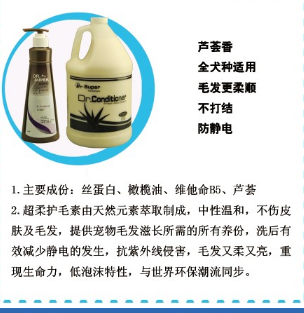 芦荟香
全犬种适用
毛发更柔顺
不打结
防静电
Dr.Super
Dr.Conditioner
1.主要成份：丝蛋白、橄榄油、维他命B5、芦荟
2.超柔护毛素由天然元素萃取制成，中性温和，不伤皮
肤及毛发，提供宠物毛发滋长所需的所有养份，洗后有
效减少静电的发生，抗紫外线侵害，毛发又柔又亮，重
现生命力，低泡沫特性，与世界环保潮流同步。